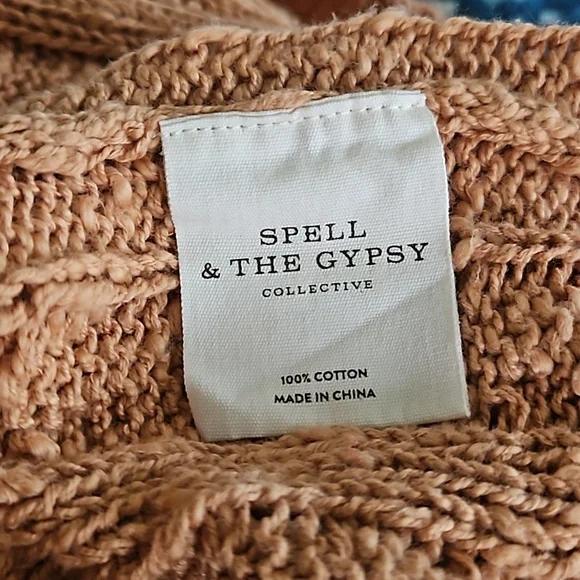 SPELL
& THE GYPSY
COLLECTIVE
100% COTTON
MADE IN CHINA